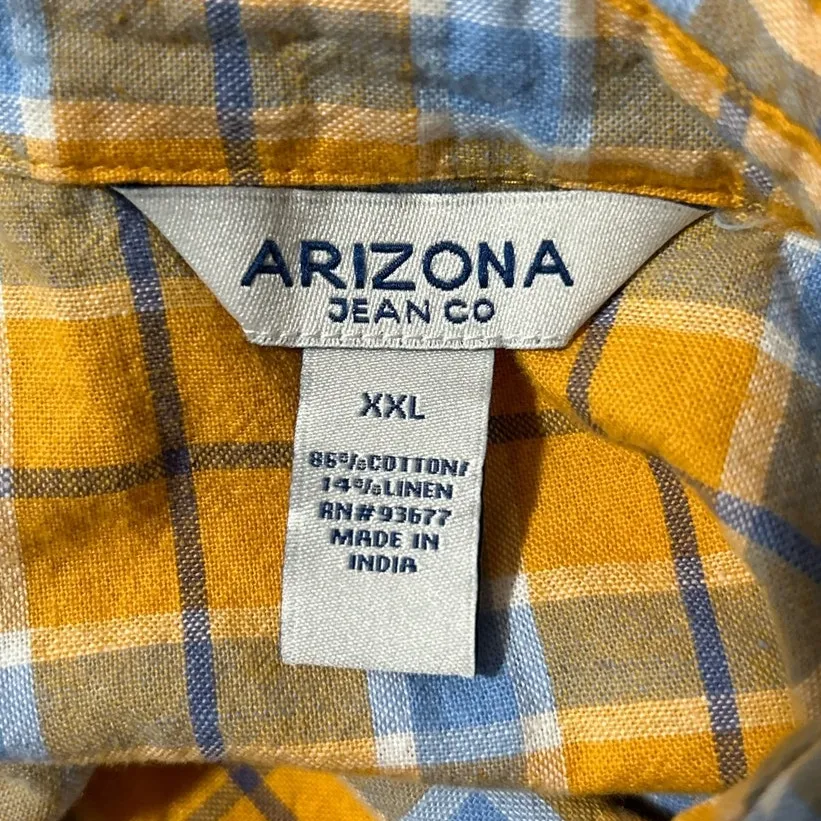 ARIZONA
JEAN CO
XXL
86%COTTON/
14%LINEN
RN#93677
MADE IN
INDIA